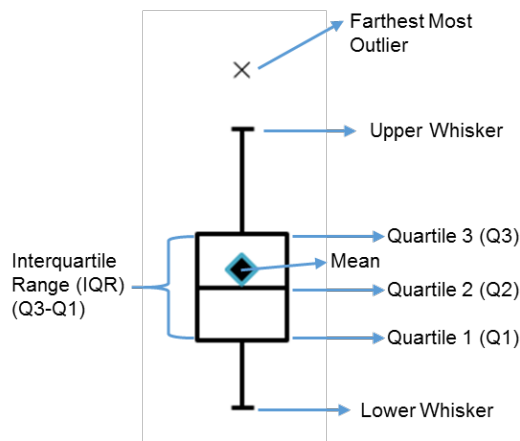 Farthest Most
Outlier
Upper Whisker
Quartile 3 (Q3)
Mean
Interquartile
Range (IQR)
(Q3-Q1)
Quartile 2 (Q2)
Quartile 1 (Q1)
Lower Whisker